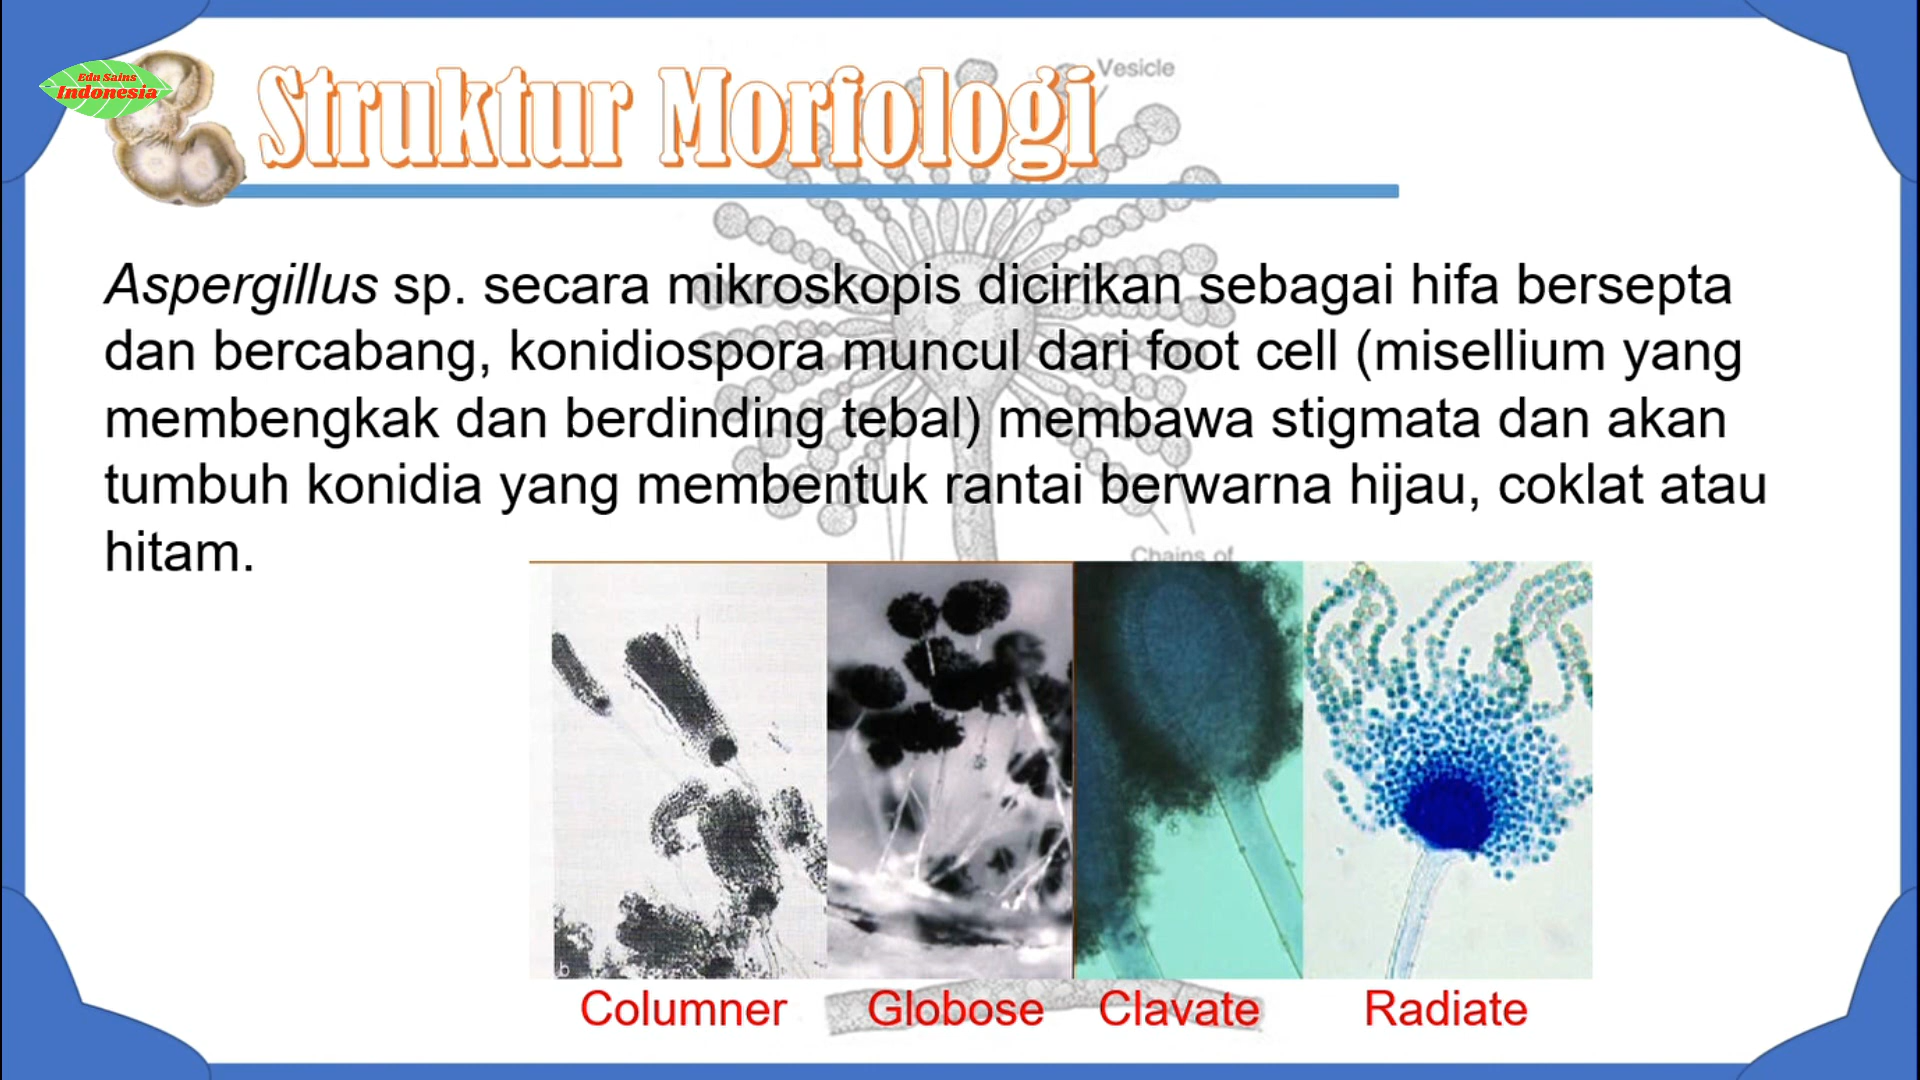 Edu Sains
Indonesia
Struktur Morfologi
Vesicle
Aspergillus sp. secara mikroskopis dicirikan sebagai hifa bersepta
dan bercabang, konidiospora muncul dari foot cell (misellium yang
membengkak dan berdinding tebal) membawa stigmata dan akan
tumbuh konidia yang membentuk rantai berwarna hijau, coklat atau
hitam.
Chains of
b
Columner Globose Clavate Radiate